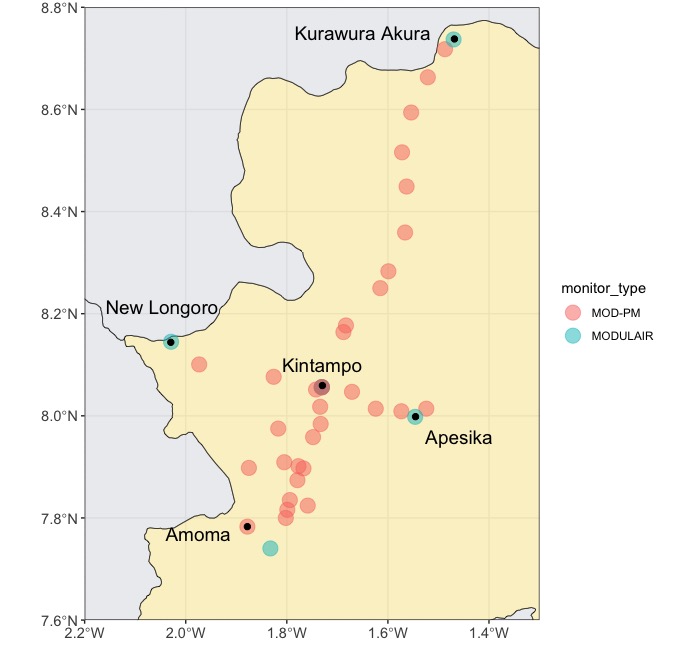 8.8°N
Kurawura Akura
8.6°N
8.4°N
8.2°N
New Longoro
monitor_type
MOD-PM
MODULAIR
Kintampo
8.0°N
Apesika
7.8°N
Amoma
7.6°N
2.2°W 2.0°W 1.8°W 1.6°W 1.4°W